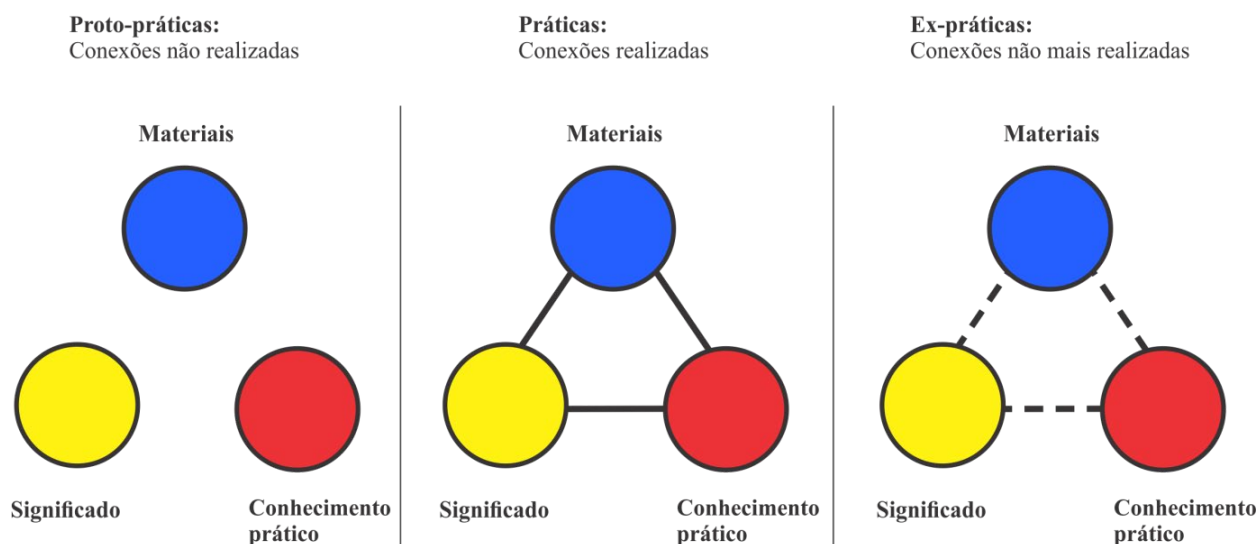 Proto-práticas:
Conexões não realizadas
Materiais
Significado
Conhecimento
prático
Práticas:
Conexões realizadas
Materiais
Significado
Conhecimento
prático
Ex-práticas:
Conexões não mais realizadas
Materiais
Significado
Conhecimento
prático